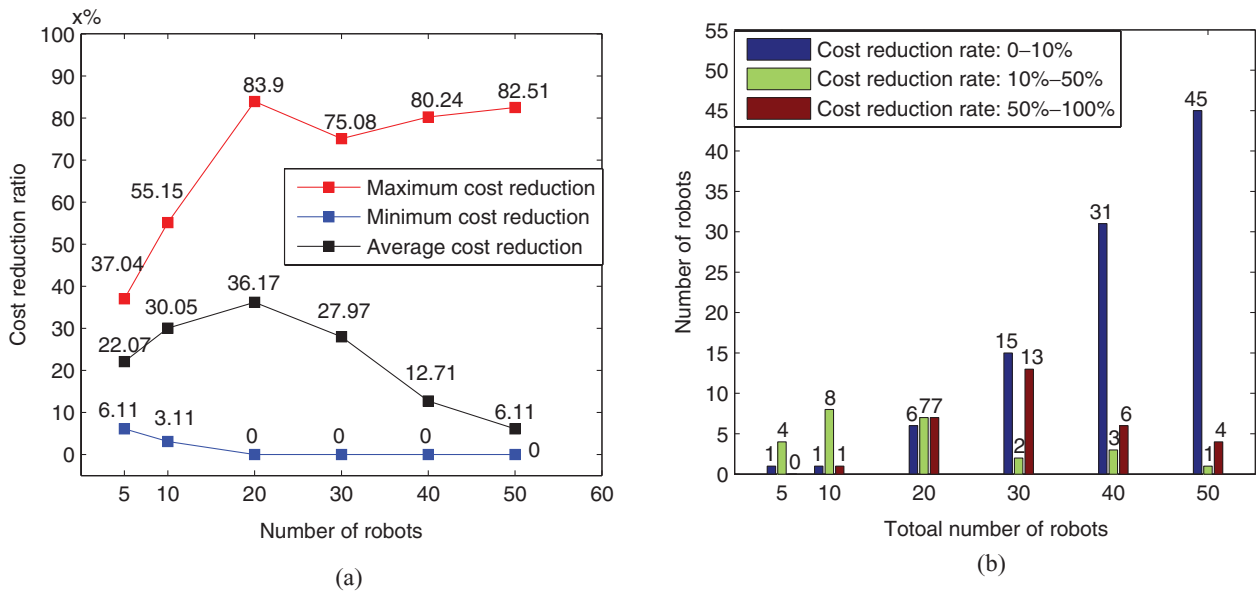 x%
100
90
80
70
60
50
40
30
20
10
0
Cost reduction ratio
37.04
55.15
83.9
75.08
80.24
82.51
22.07
30.05
36.17
27.97
12.71
6.11
6.11
3.11
0
0
0
0
Maximum cost reduction
Minimum cost reduction
Average cost reduction
5 10 20 30 40 50 60
Number of robots
(a)
55
50
45
40
35
30
25
20
15
10
5
0
Number of robots
Cost reduction rate: 0–10%
Cost reduction rate: 10%–50%
Cost reduction rate: 50%–100%
1 4 0
1 8 1
6 7 7
15 2 13
31 3 6
45 1 4
5 10 20 30 40 50
Totoal number of robots
(b)